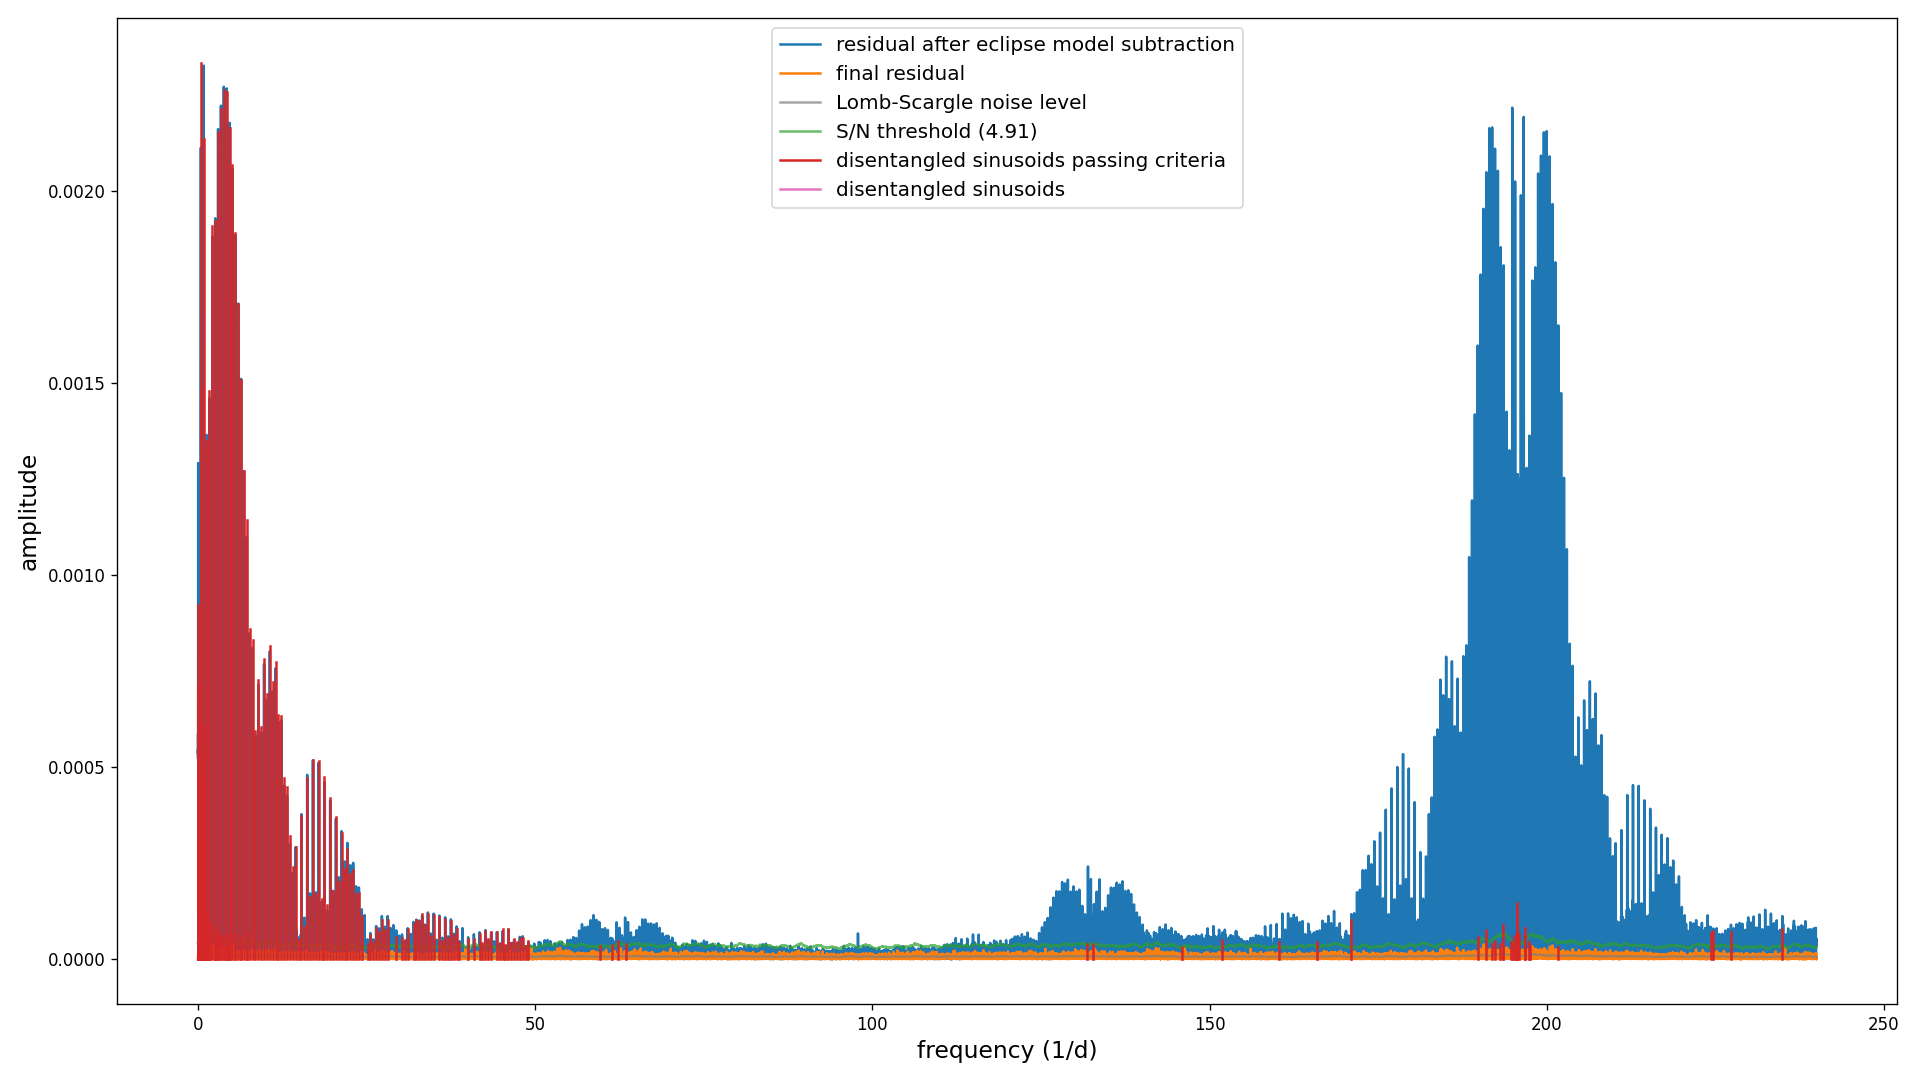 residual after eclipse model subtraction
final residual
Lomb-Scargle noise level
S/N threshold (4.91)
disentangled sinusoids passing criteria
disentangled sinusoids
amplitude
0.0020
0.0015
0.0010
0.0005
0.0000
0
50
100
150
200
250
frequency (1/d)